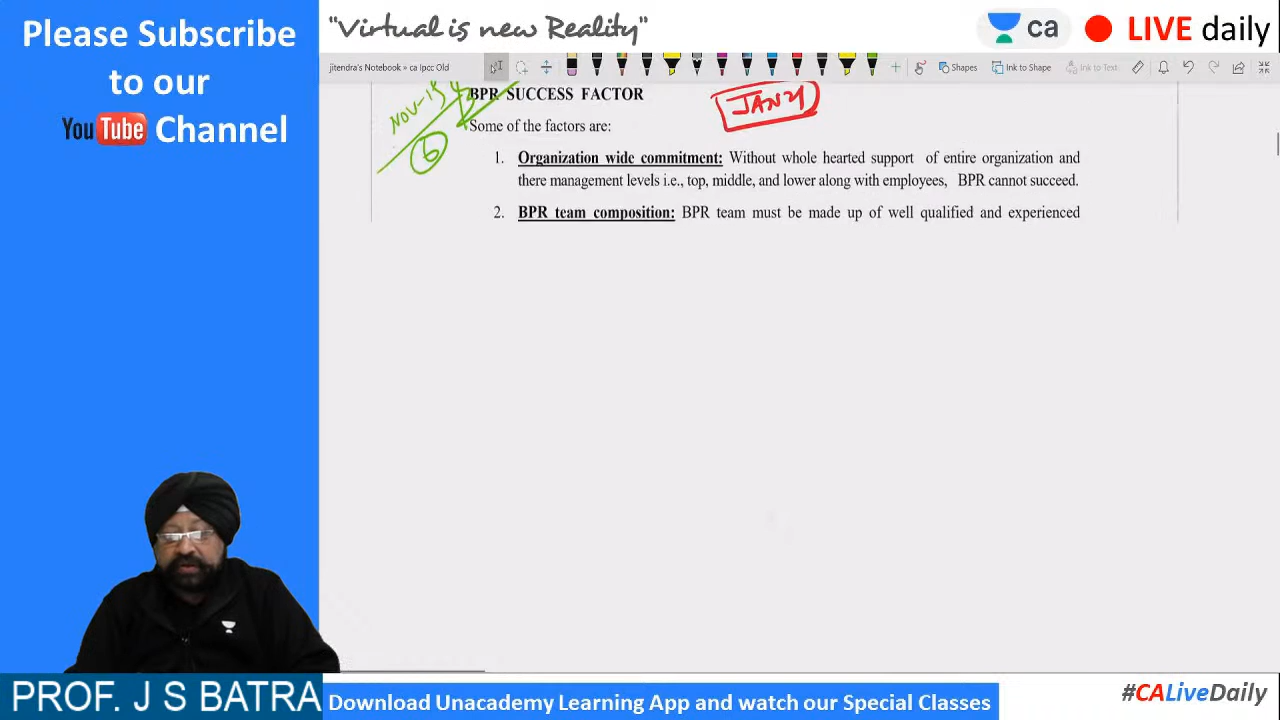 Please Subscribe
to our
YouTube Channel
"Virtual is new Reality"
ca
LIVE daily
jitendra's Notebook » ca Ipcc Old
Shapes
Ink to Shape
Ink to Text
BPR SUCCESS FACTOR
JAN 21
NOV-18
6
Some of the factors are:
1. Organization wide commitment: Without whole hearted support of entire organization and
there management levels i.e., top, middle, and lower along with employees, BPR cannot succeed.
2. BPR team composition: BPR team must be made up of well qualified and experienced
PROF. J S BATRA
Download Unacademy Learning App and watch our Special Classes
#CALiveDaily